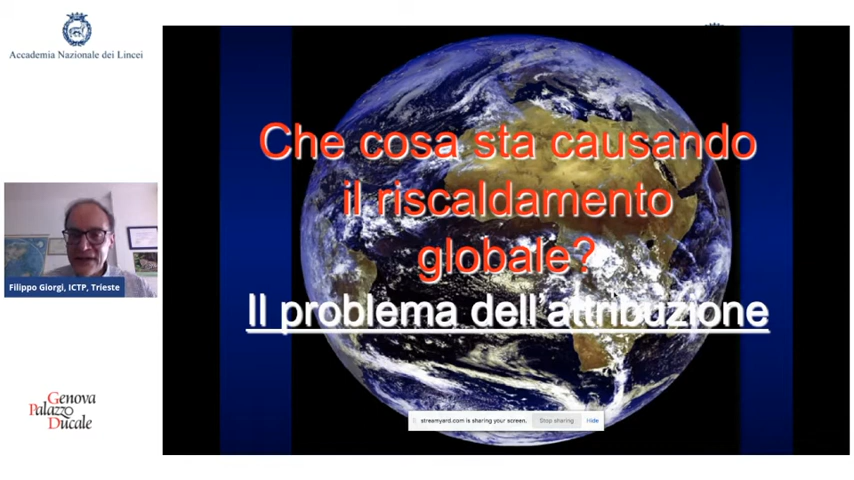 Accademia Nazionale dei Lincei
Che cosa sta causando
il riscaldamento
globale?
Il problema dell'attribuzione
Filippo Giorgi, ICTP, Trieste
Genova
Palazzo
Ducale
streamyard.com is sharing your screen. Stop sharing Hide